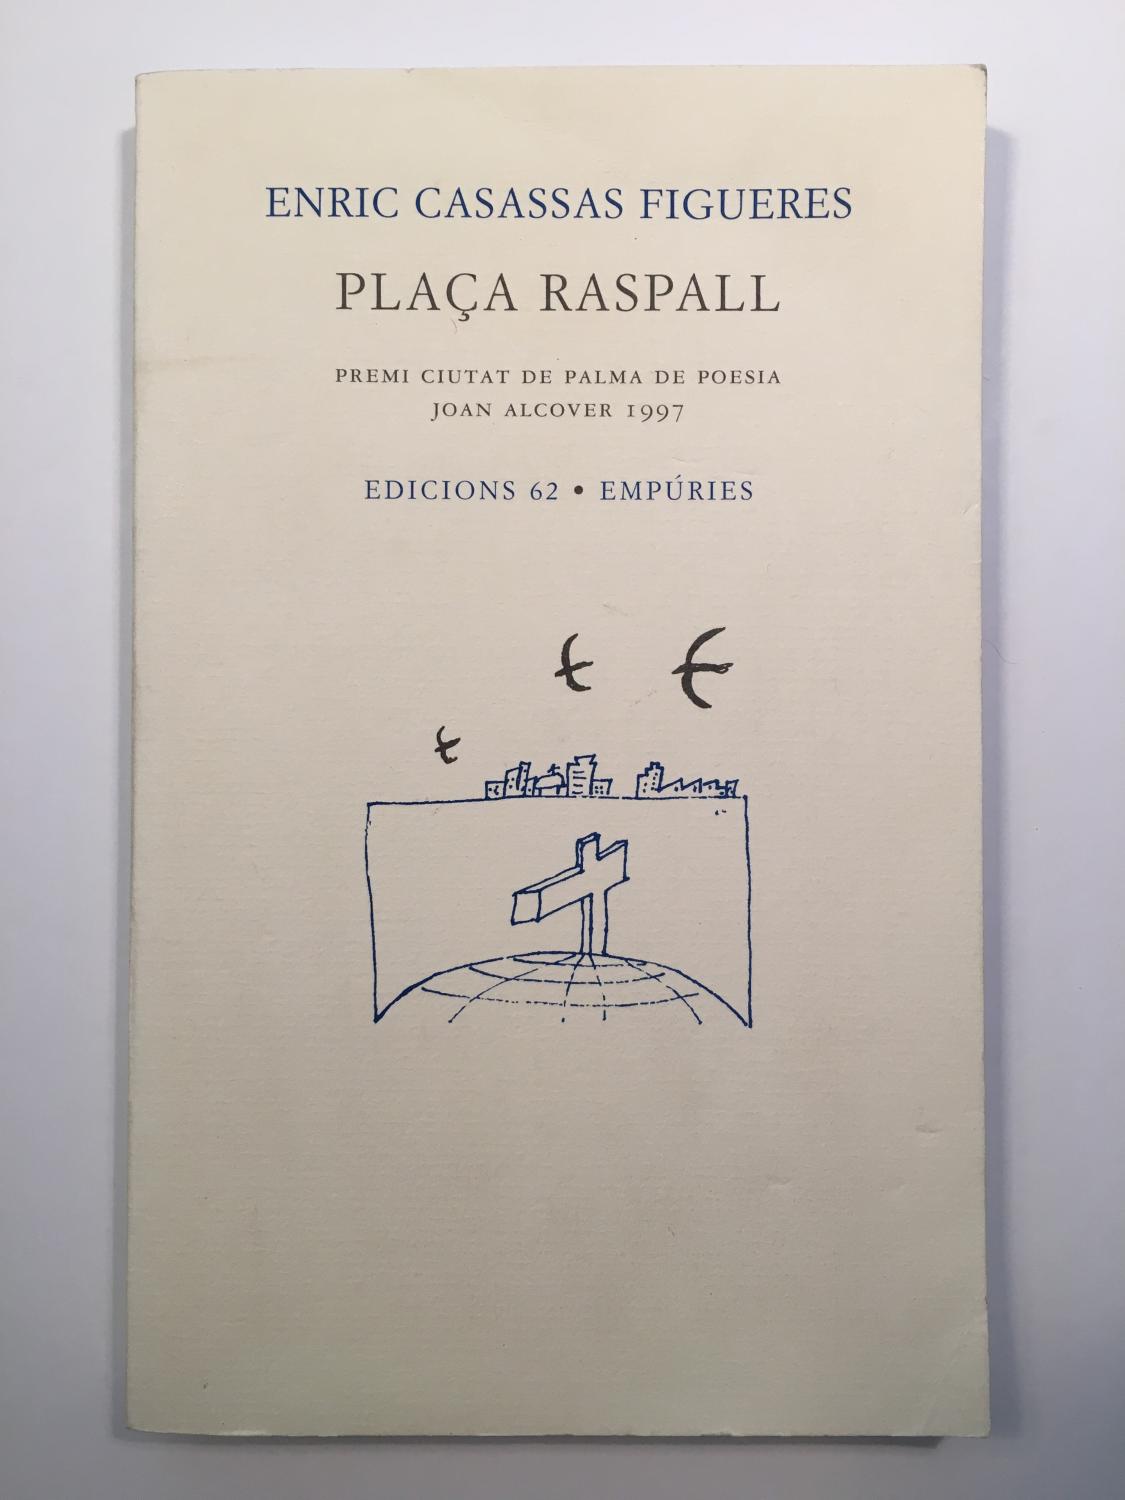 ENRIC CASASSAS FIGUERES
PLAÇA RASPALL
PREMI CIUTAT DE PALMA DE POESIA
JOAN ALCOVER 1997
EDICIONS 62 • EMPÚRIES